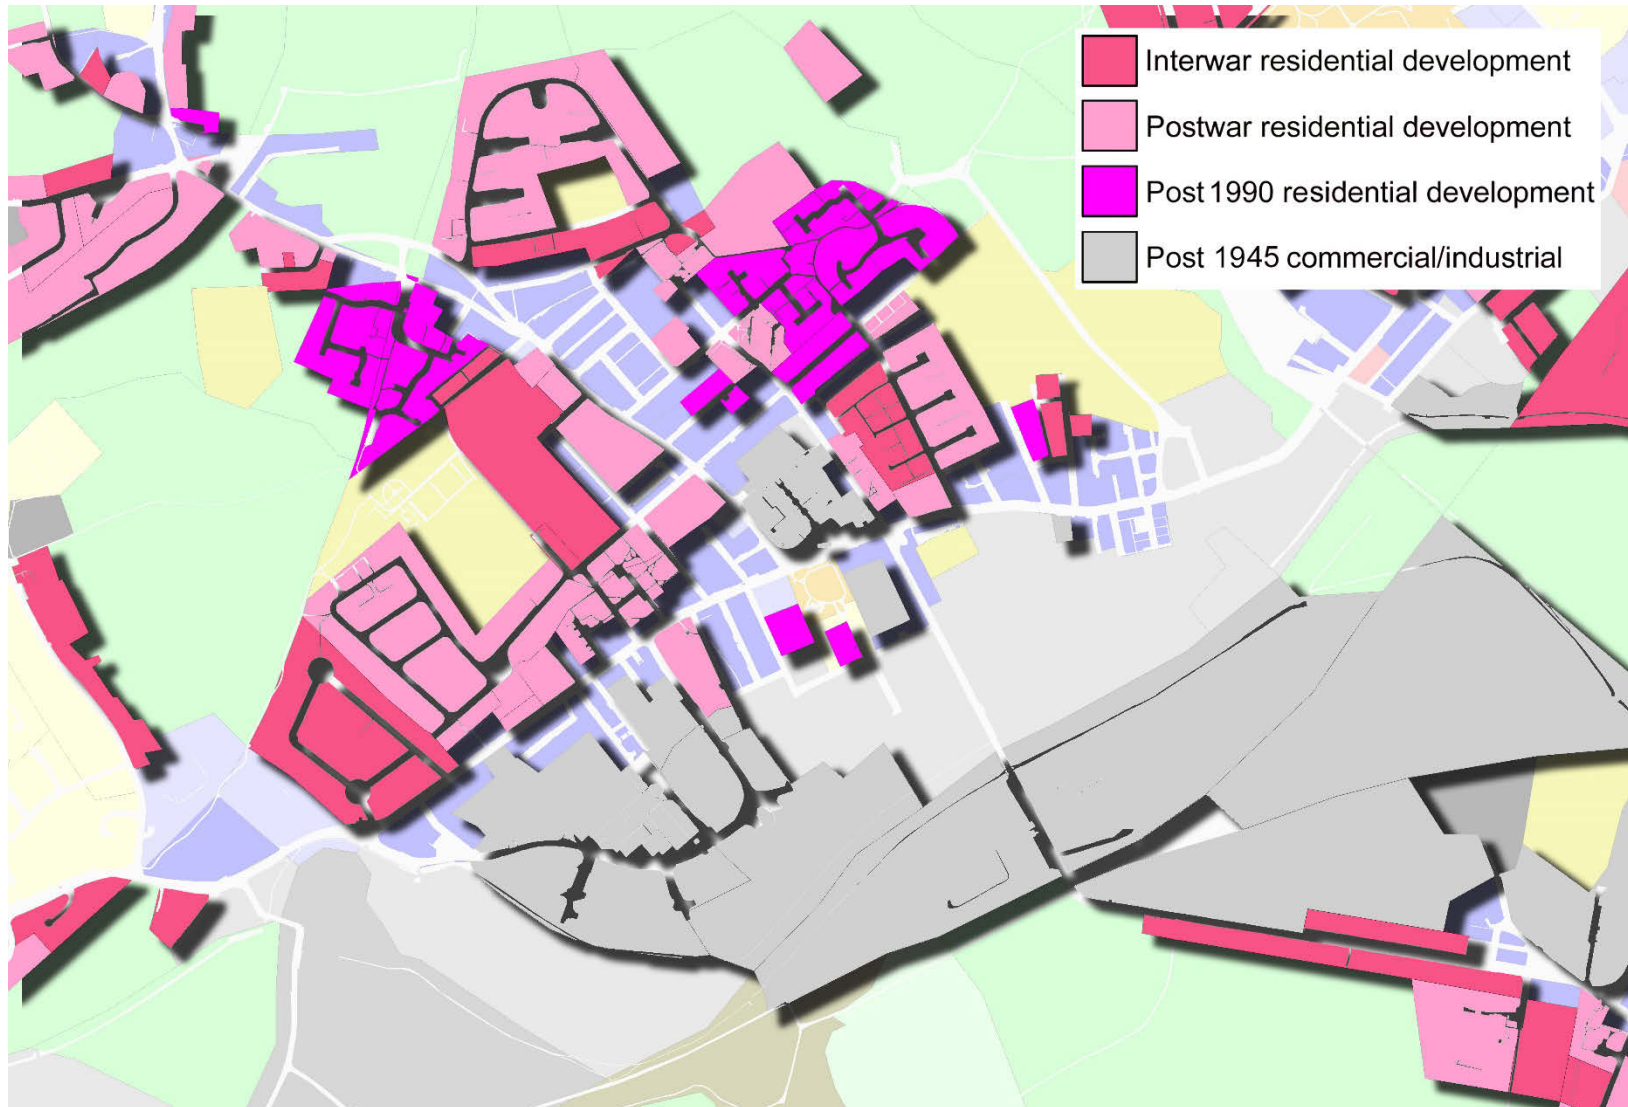 Interwar residential development
Postwar residential development
Post 1990 residential development
Post 1945 commercial/industrial